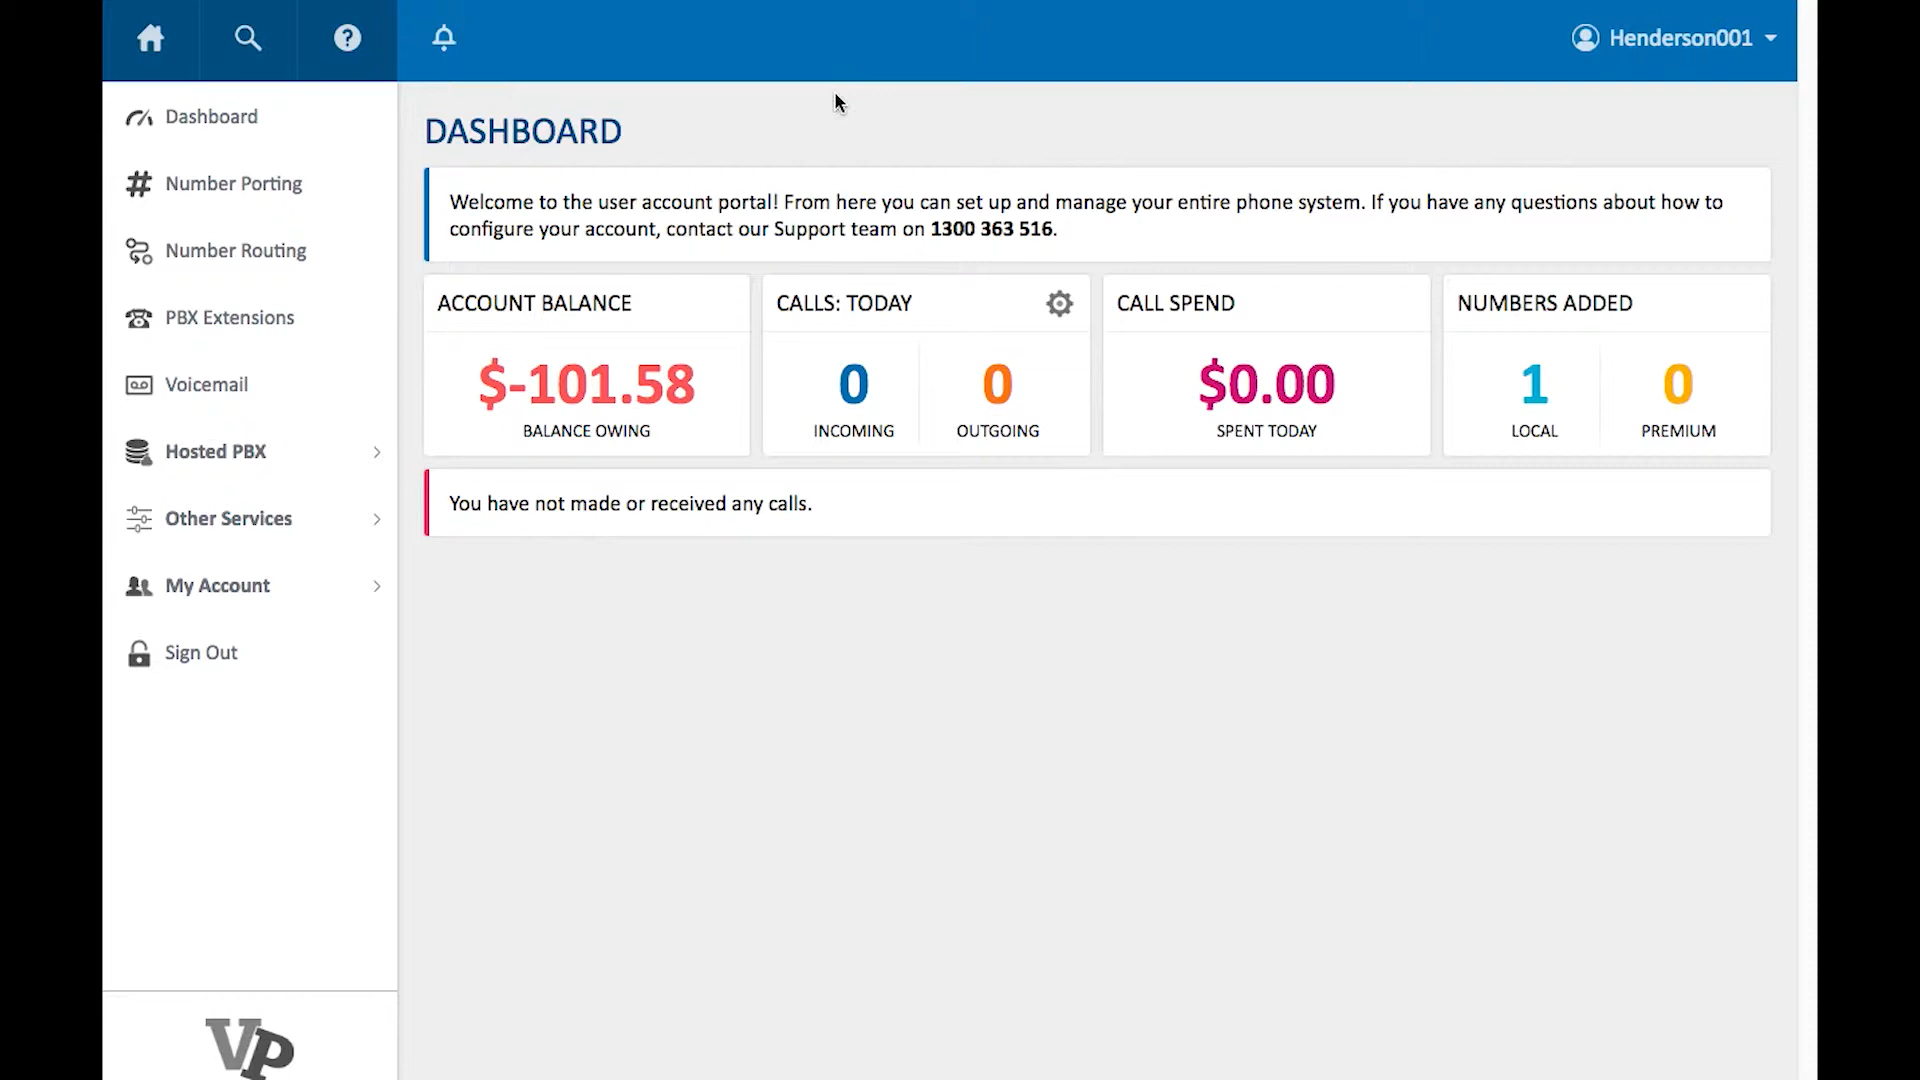 Henderson001
Dashboard
Number Porting
Number Routing
PBX Extensions
Voicemail
Hosted PBX
Other Services
My Account
Sign Out
VP
DASHBOARD
Welcome to the user account portal! From here you can set up and manage your entire phone system. If you have any questions about how to
configure your account, contact our Support team on 1300 363 516.
ACCOUNT BALANCE
$-101.58
BALANCE OWING
CALLS: TODAY
0 0
INCOMING OUTGOING
CALL SPEND
$0.00
SPENT TODAY
NUMBERS ADDED
1 0
LOCAL PREMIUM
You have not made or received any calls.